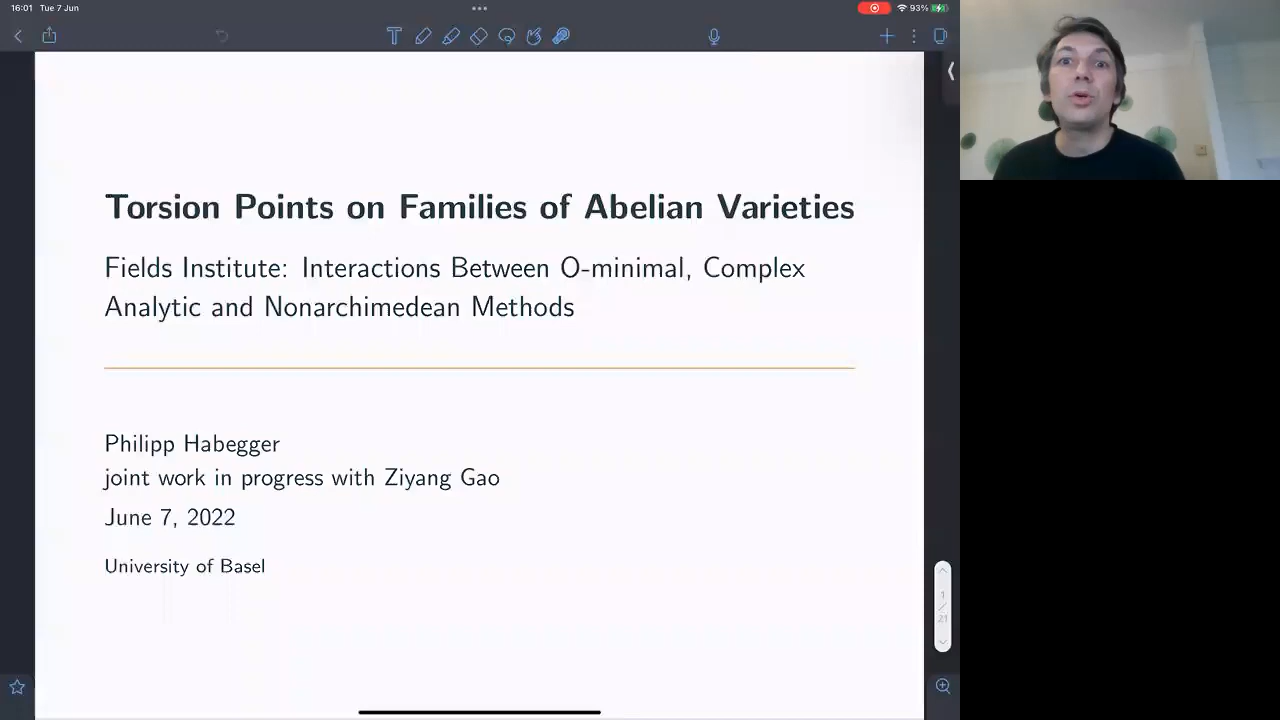 16:01 Tue 7 Jun
93%
Torsion Points on Families of Abelian Varieties
Fields Institute: Interactions Between O-minimal, Complex
Analytic and Nonarchimedean Methods
Philipp Habegger
joint work in progress with Ziyang Gao
June 7, 2022
University of Basel
1
/
21